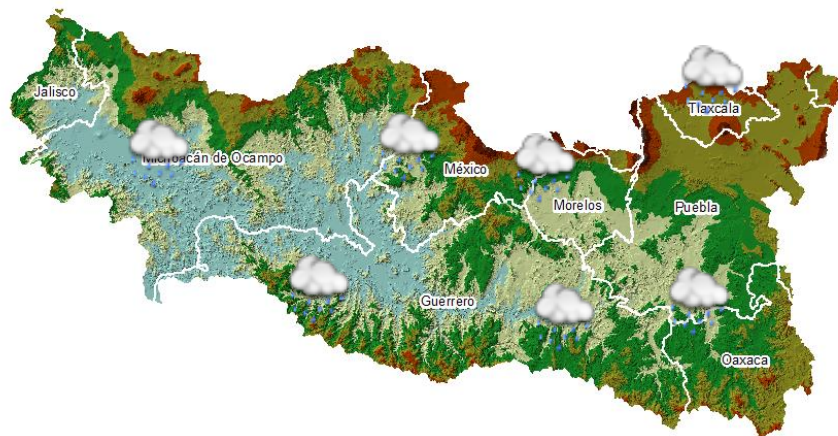 Jalisco
Tlaxcala
Michoacán de Ocampo
México
Morelos
Puebla
Guerrero
Oaxaca